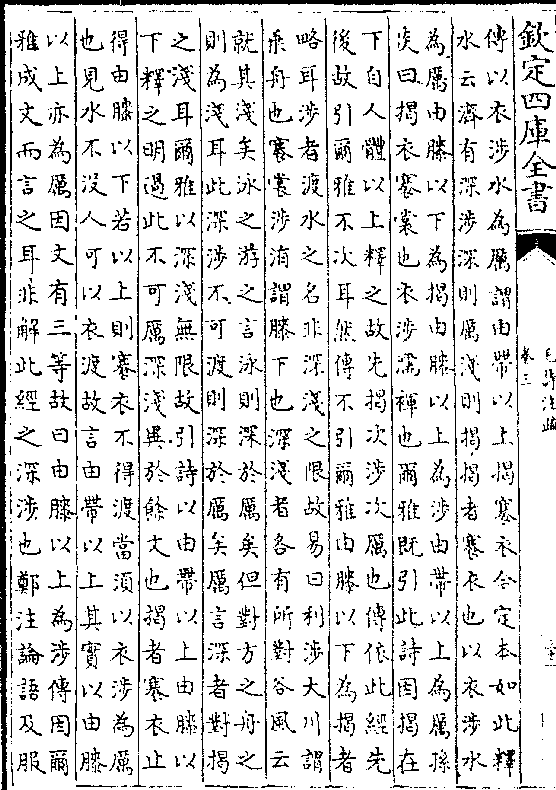 欽定四庫全書
毛詩注疏
卷三
傳以衣涉水為厲謂由帶以上揭褰衣今定本如此釋
水云濟有深涉深則厲淺則揭揭者褰衣也以衣涉水
為厲由膝以下為揭由膝以上為涉由帶以上為厲孫
炎曰揭衣褰裳也衣涉濡褌也爾雅既引此詩因揭在
下自人體以上釋之故先揭次涉次厲也傳依此經先
後故引爾雅不次耳然傳不引爾雅由膝以下為揭者
略耳涉者渡水之名非深淺之限故易曰利涉大川謂
乘舟也褰裳涉洧謂膝下也深淺者各有所對谷風云
就其淺矣泳之游之言泳則深於厲矣但對方之舟之
則為淺耳此深涉不可渡則深於厲矣厲言深者對揭
之淺耳爾雅以深淺無限故引詩以由帶以上由膝以
下釋之明過此不可厲深淺異於餘文也揭者褰衣止
得由膝以下若以上則褰衣不得渡當須以衣涉為厲
也見水不没人可以衣渡故言由帶以上其實以由膝
以上亦為厲因文有三等故曰由膝以上為涉傳因爾
雅成文而言之耳非解此經之深涉也鄭注論語及服